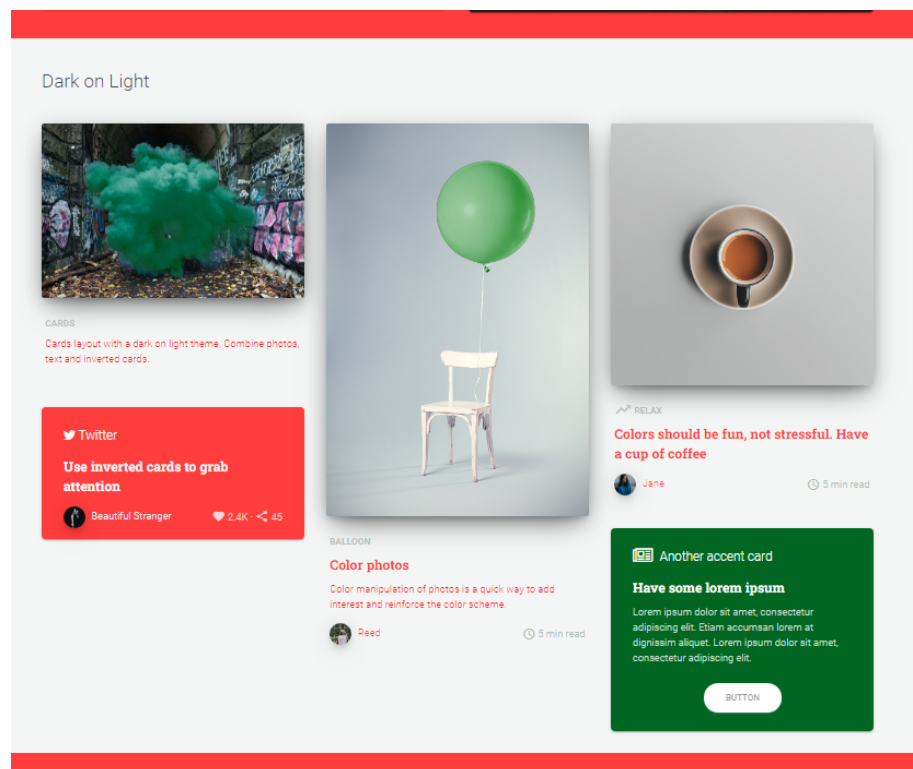 Dark on Light
CARDS
Cards layout with a dark on light theme. Combine photos,
text and inverted cards.
Twitter
Use inverted cards to grab
attention
Beautiful Stranger
2.4K · 45
BALLOON
Color photos
Color manipulation of photos is a quick way to add
interest and reinforce the color scheme.
Reed
5 min read
RELAX
Colors should be fun, not stressful. Have
a cup of coffee
Jane
5 min read
Another accent card
Have some lorem ipsum
Lorem ipsum dolor sit amet, consectetur
adipiscing elit. Etiam accumsan lorem at
dignissim aliquet. Lorem ipsum dolor sit amet,
consectetur adipiscing elit.
BUTTON